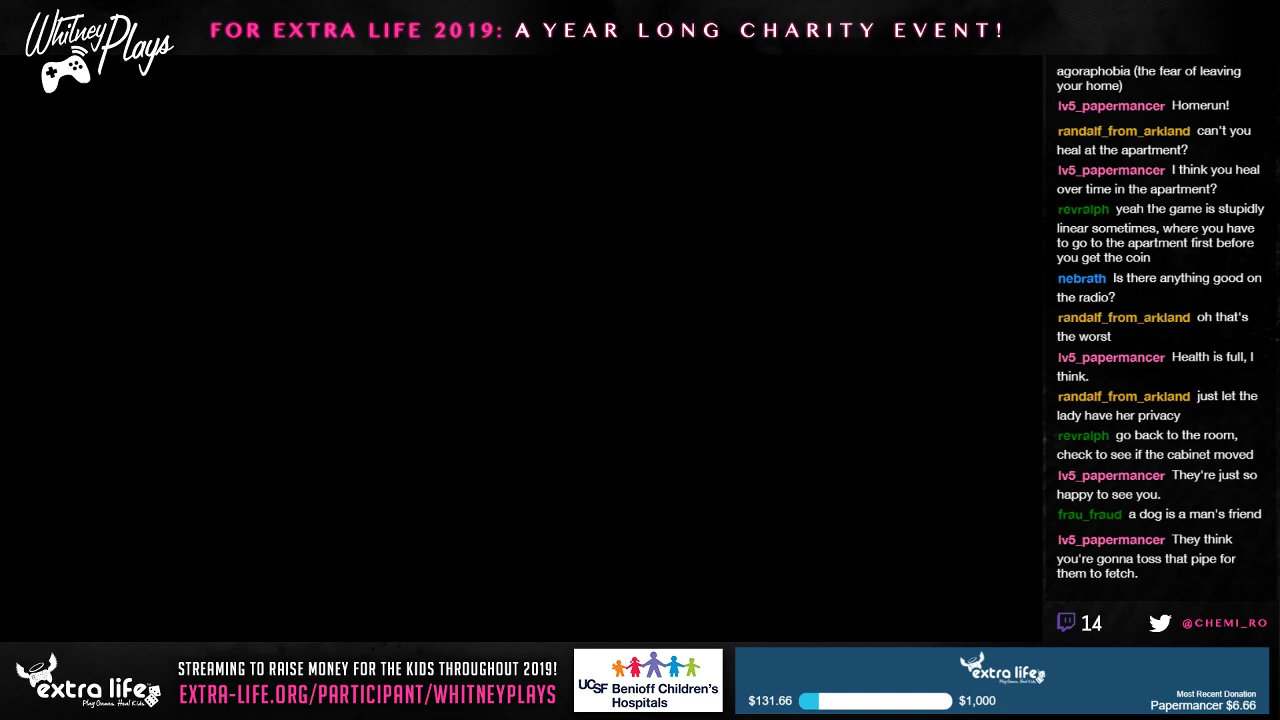 Whitney Plays
FOR EXTRA LIFE 2019: A YEAR LONG CHARITY EVENT!
agoraphobia (the fear of leaving
your home)
lv5_papermancer Homerun!
randalf_from_arkland can't you
heal at the apartment?
lv5_papermancer I think you heal
over time in the apartment?
revralph yeah the game is stupidly
linear sometimes, where you have
to go to the apartment first before
you get the coin
nebrath Is there anything good on
the radio?
randalf_from_arkland oh that's
the worst
lv5_papermancer Health is full, I
think.
randalf_from_arkland just let the
lady have her privacy
revralph go back to the room,
check to see if the cabinet moved
lv5_papermancer They're just so
happy to see you.
frau_fraud a dog is a man's friend
lv5_papermancer They think
you're gonna toss that pipe for
them to fetch.
14 @CHEMI_RO
extra life
Play Games. Heal Kids.
STREAMING TO RAISE MONEY FOR THE KIDS THROUGHOUT 2019!
EXTRA-LIFE.ORG/PARTICIPANT/WHITNEYPLAYS
UCSF Benioff Children's
Hospitals
extra life
Play Games. Heal Kids.
$131.66 $1,000
Most Recent Donation
Papermancer $6.66